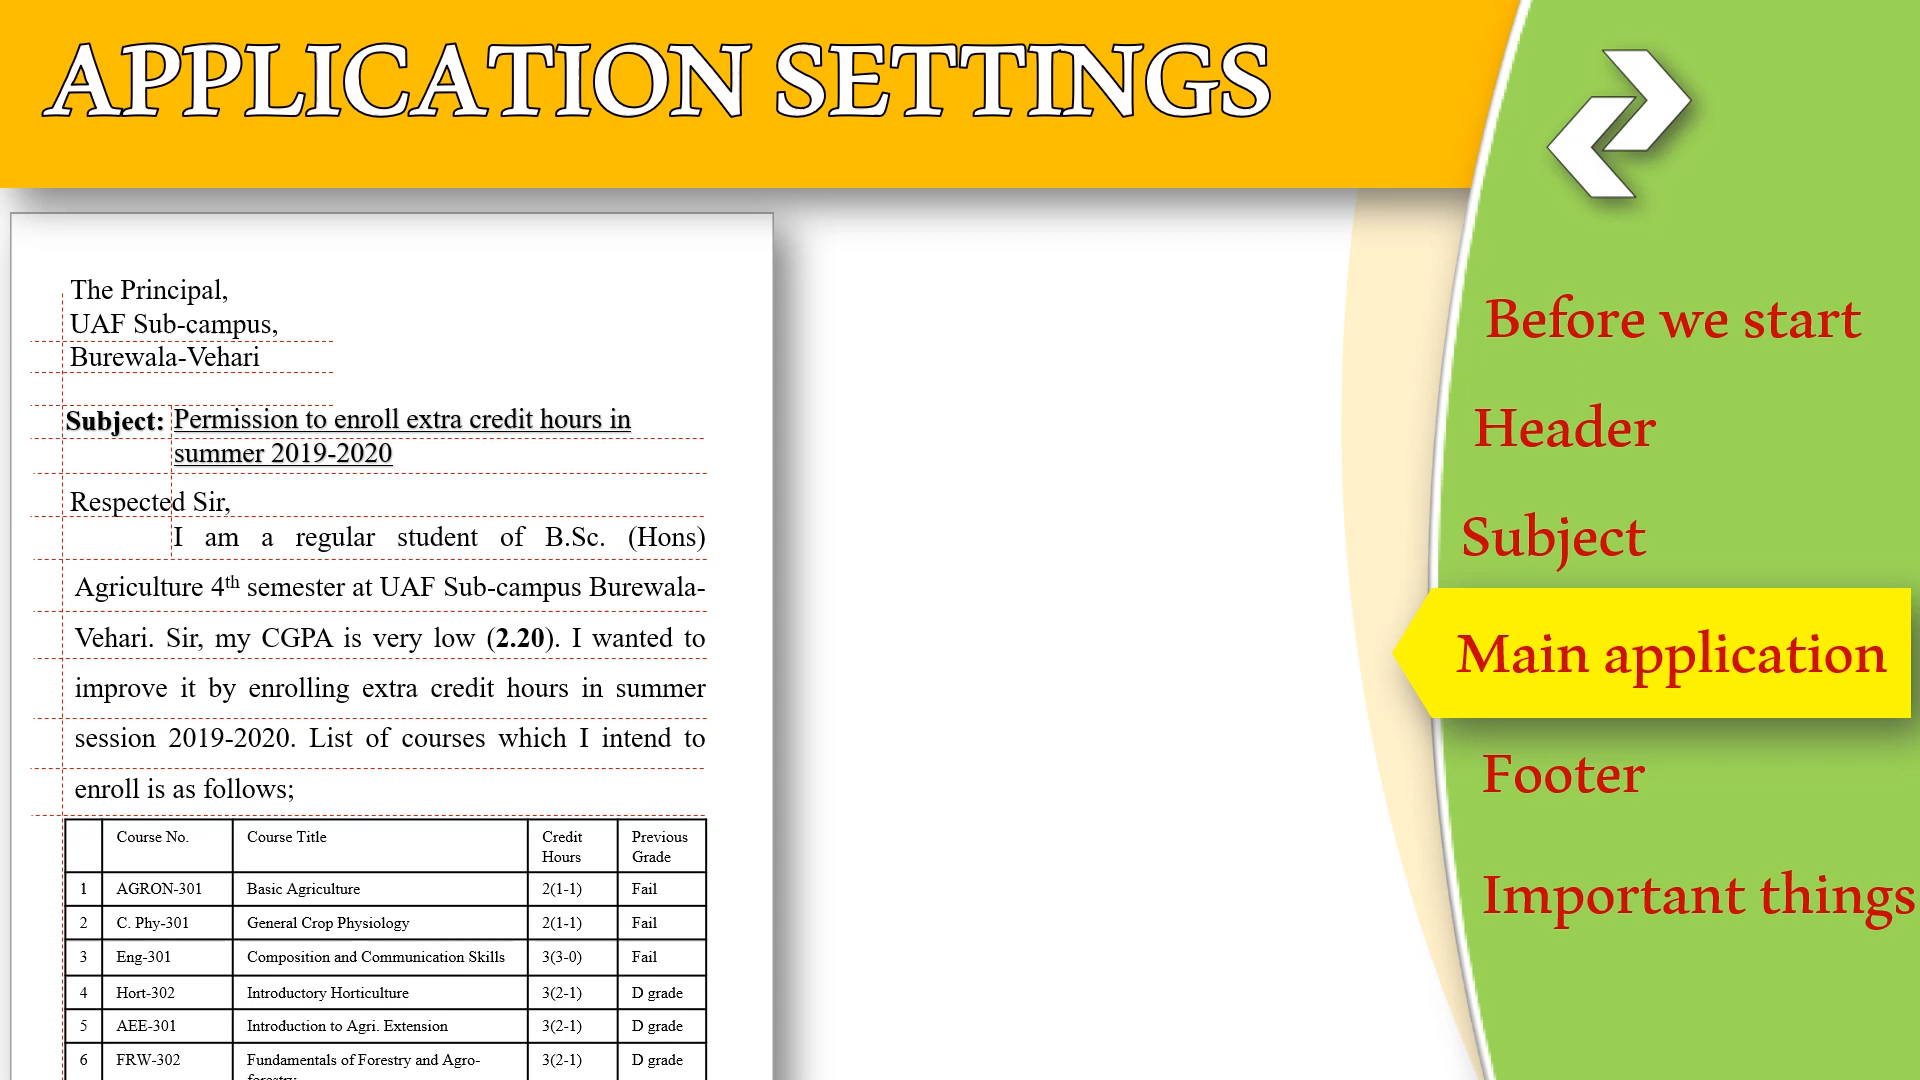 APPLICATION SETTINGS
The Principal,
UAF Sub-campus,
Burewala-Vehari
Subject: Permission to enroll extra credit hours in
summer 2019-2020
Respected Sir,
I am a regular student of B.Sc. (Hons)
Agriculture 4th semester at UAF Sub-campus Burewala-
Vehari. Sir, my CGPA is very low (2.20). I wanted to
improve it by enrolling extra credit hours in summer
session 2019-2020. List of courses which I intend to
enroll is as follows;
Course No. Course Title Credit Hours Previous Grade
1 AGRON-301 Basic Agriculture 2(1-1) Fail
2 C. Phy-301 General Crop Physiology 2(1-1) Fail
3 Eng-301 Composition and Communication Skills 3(3-0) Fail
4 Hort-302 Introductory Horticulture 3(2-1) D grade
5 AEE-301 Introduction to Agri. Extension 3(2-1) D grade
6 FRW-302 Fundamentals of Forestry and Agro- 3(2-1) D grade
forestry
Before we start
Header
Subject
Main application
Footer
Important things